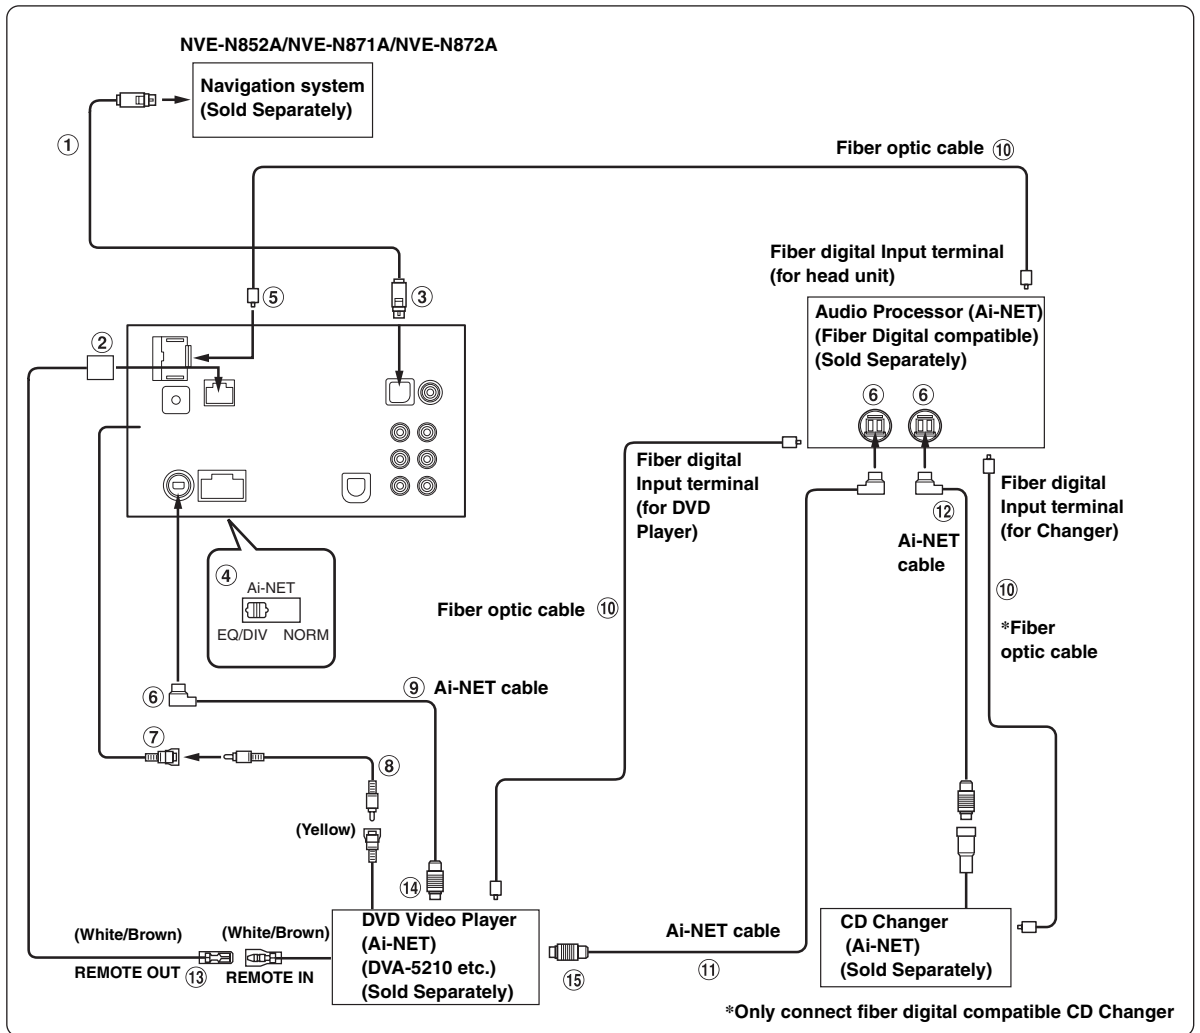 NVE-N852A/NVE-N871A/NVE-N872A
Navigation system
(Sold Separately)
①
Fiber optic cable ⑩
Fiber digital Input terminal
(for head unit)
⑤
③
②
Audio Processor (Ai-NET)
(Fiber Digital compatible)
(Sold Separately)
⑥
⑥
Fiber digital
Input terminal
(for DVD
Player)
Fiber digital
Input terminal
(for Changer)
⑫
Ai-NET
cable
④
Ai-NET
EQ/DIV NORM
Fiber optic cable ⑩
⑩
*Fiber
optic cable
⑥
⑨ Ai-NET cable
⑦
⑧
(Yellow)
⑭
DVD Video Player
(Ai-NET)
(DVA-5210 etc.)
(Sold Separately)
(White/Brown)
REMOTE OUT ⑬
(White/Brown)
REMOTE IN
⑮
Ai-NET cable
⑪
CD Changer
(Ai-NET)
(Sold Separately)
*Only connect fiber digital compatible CD Changer